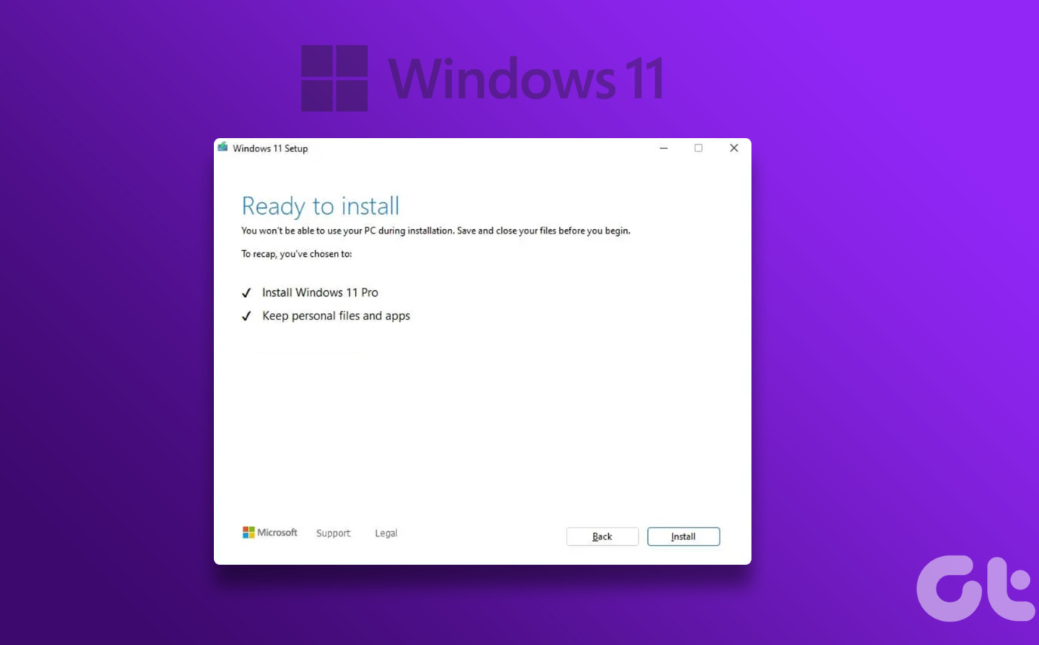 Windows 11
Windows 11 Setup
Ready to install
You won't be able to use your PC during installation. Save and close your files before you begin.
To recap, you've chosen to:
✓ Install Windows 11 Pro
✓ Keep personal files and apps
Microsoft Support Legal
Back Install
Gt